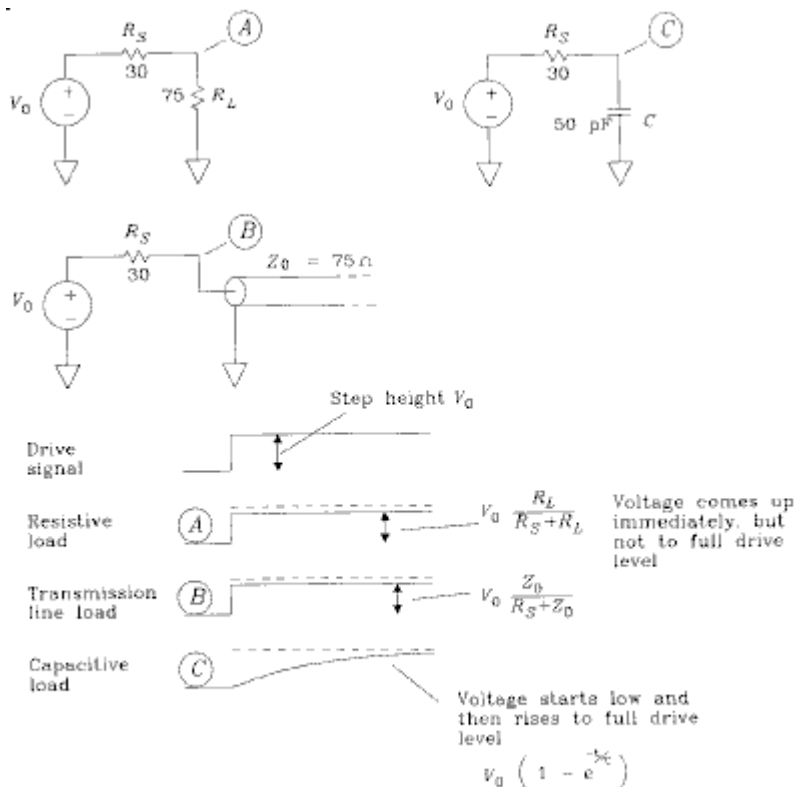 R_S
30
A
V_0
+
−
75 R_L
R_S
30
C
V_0
+
−
50 pF C
R_S
30
B
V_0
+
−
Z_0 = 75 Ω
Step height V_0
Drive
signal
Resistive
load
A
V_0 R_L / R_S+R_L
Voltage comes up
immediately, but
not to full drive
level
Transmission
line load
B
V_0 Z_0 / R_S+Z_0
Capacitive
load
C
Voltage starts low and
then rises to full drive
level
V_0 ( 1 − e )